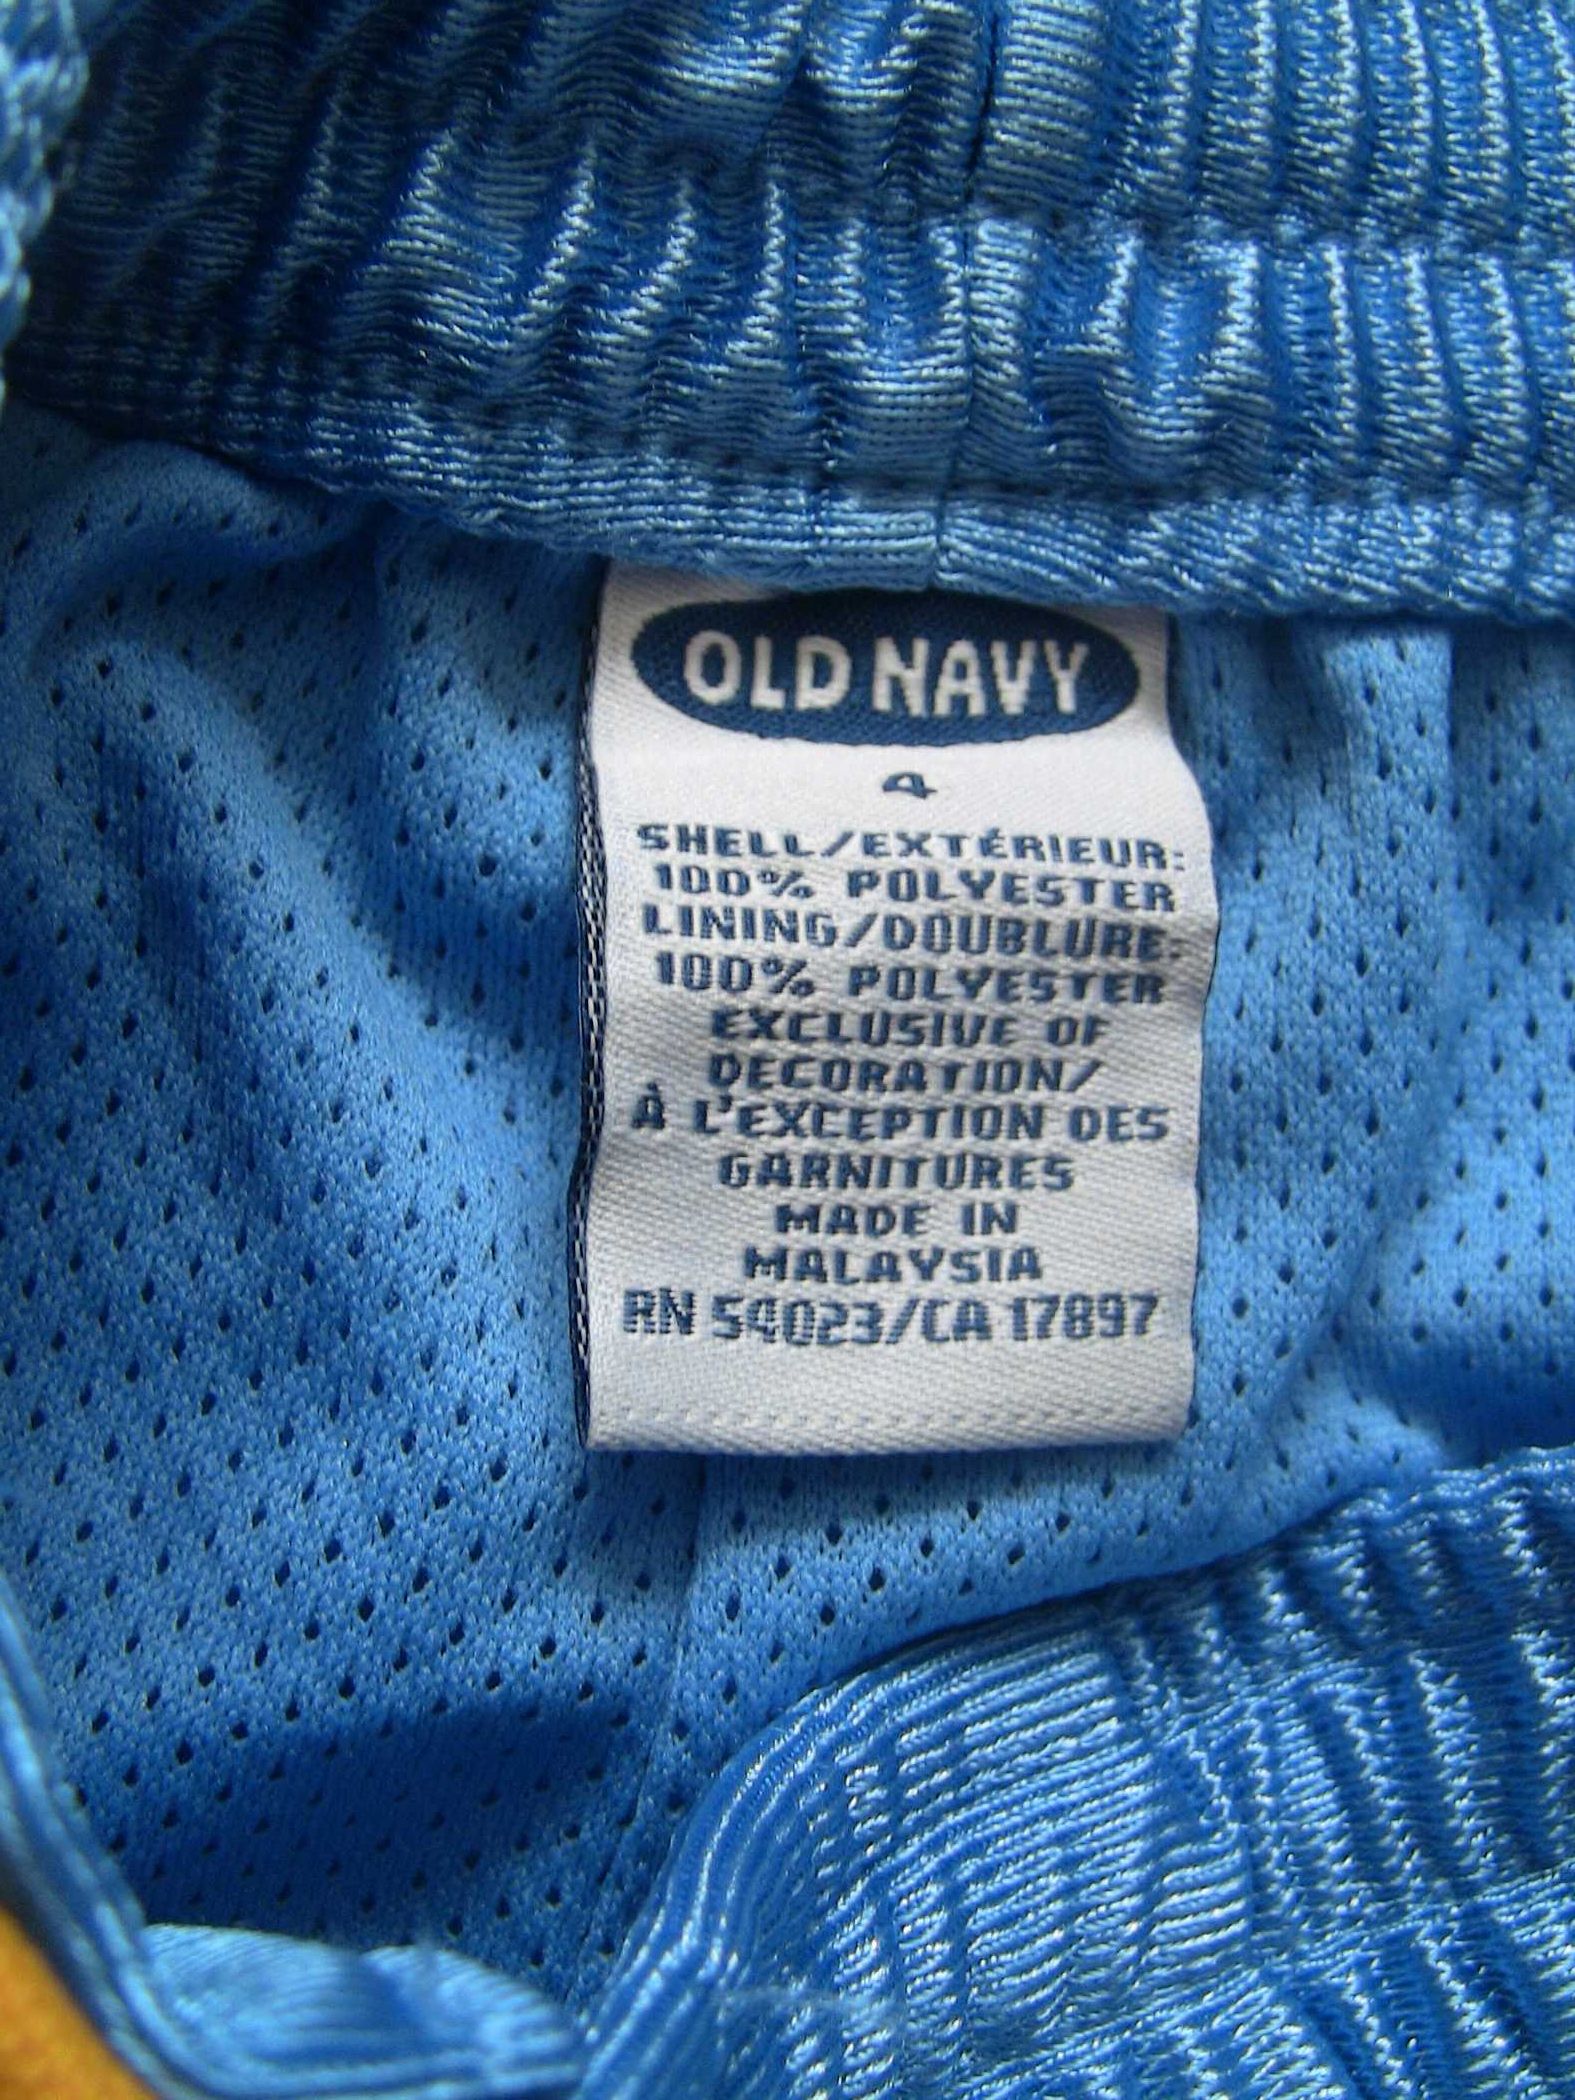 OLD NAVY
4
SHELL/EXTÉRIEUR:
100% POLYESTER
LINING/DOUBLURE:
100% POLYESTER
EXCLUSIVE OF
DECORATION/
À L'EXCEPTION DES
GARNITURES
MADE IN
MALAYSIA
RN 54023/CA 17897